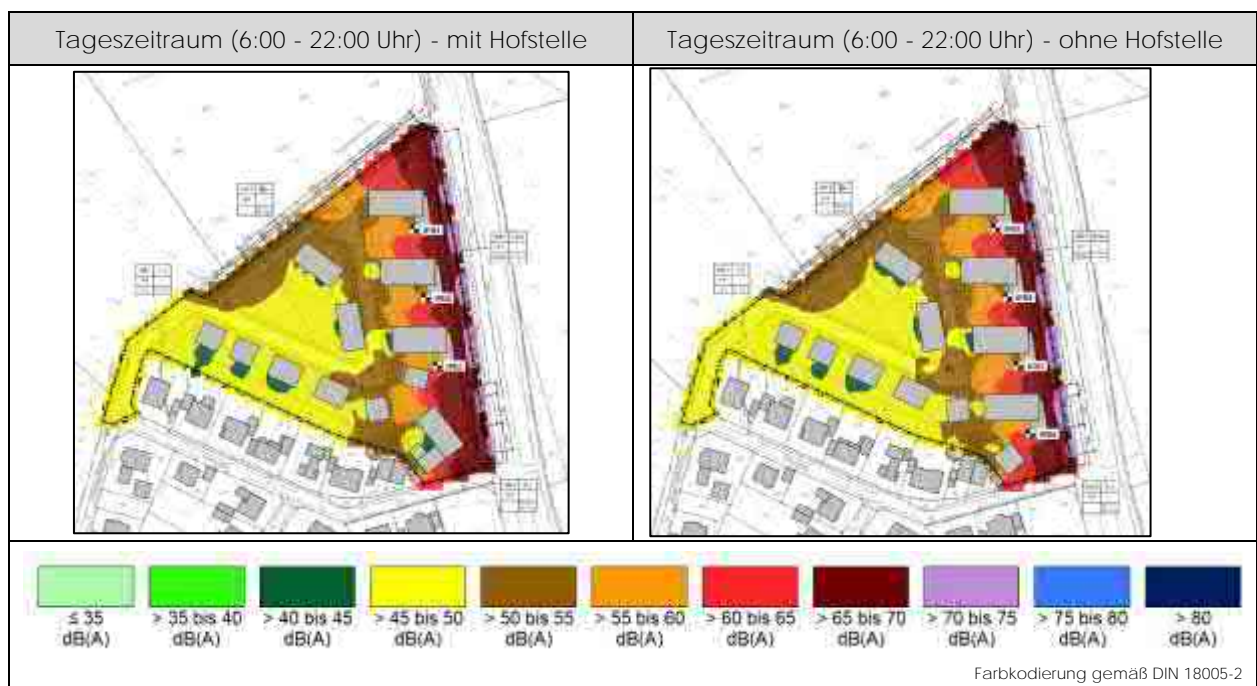 Tageszeitraum (6:00 - 22:00 Uhr) - mit Hofstelle
Tageszeitraum (6:00 - 22:00 Uhr) - ohne Hofstelle
≤ 35 dB(A)
> 35 bis 40 dB(A)
> 40 bis 45 dB(A)
> 45 bis 50 dB(A)
> 50 bis 55 dB(A)
> 55 bis 60 dB(A)
> 60 bis 65 dB(A)
> 65 bis 70 dB(A)
> 70 bis 75 dB(A)
> 75 bis 80 dB(A)
> 80 dB(A)
Farbkodierung gemäß DIN 18005-2